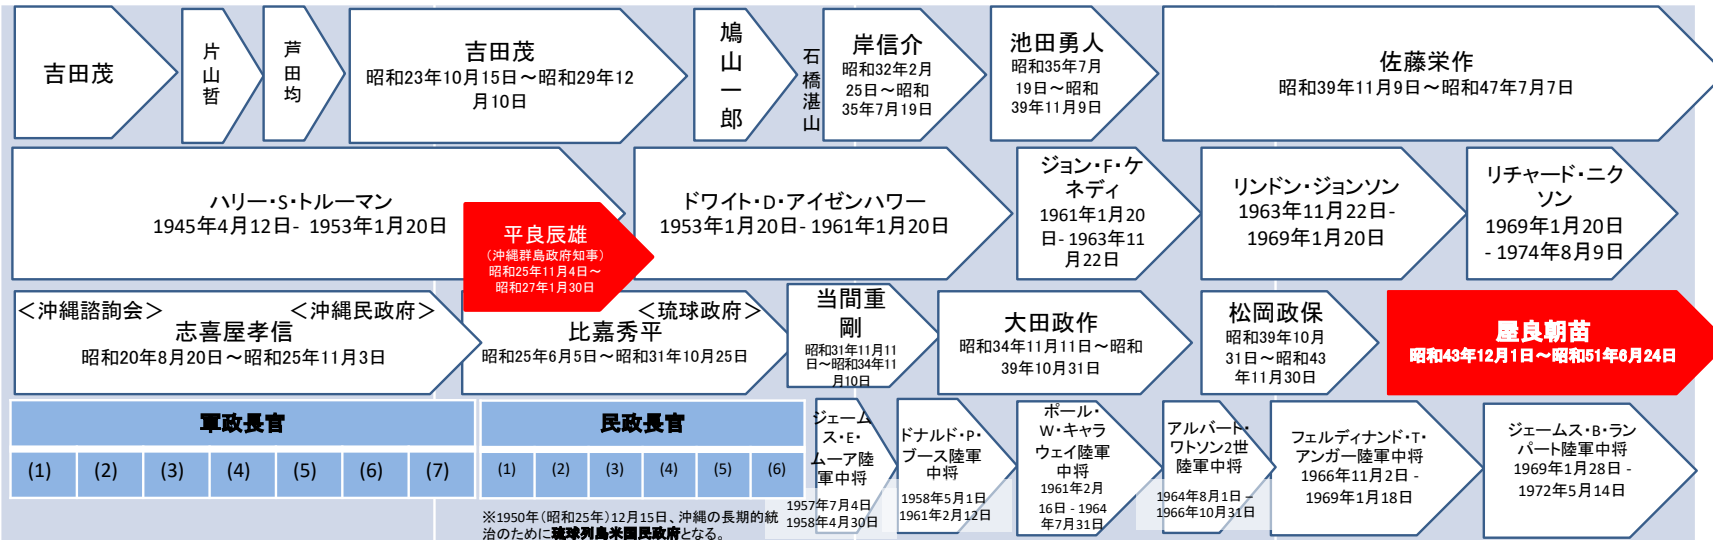 吉田茂
片山哲
芦田均
吉田茂
昭和23年10月15日～昭和29年12
月10日
鳩山一郎
石橋湛山
岸信介
昭和32年2月
25日～昭和
35年7月19日
池田勇人
昭和35年7月
19日～昭和
39年11月9日
佐藤栄作
昭和39年11月9日～昭和47年7月7日
ハリー・S・トルーマン
1945年4月12日- 1953年1月20日
平良辰雄
（沖縄群島政府知事）
昭和25年11月4日～
昭和27年1月30日
ドワイト・D・アイゼンハワー
1953年1月20日- 1961年1月20日
ジョン・F・ケ
ネディ
1961年1月20
日- 1963年11
月22日
リンドン・ジョンソン
1963年11月22日-
1969年1月20日
リチャード・ニク
ソン
1969年1月20日
- 1974年8月9日
＜沖縄諮詢会＞ ＜沖縄民政府＞
志喜屋孝信
昭和20年8月20日～昭和25年11月3日
＜琉球政府＞
比嘉秀平
昭和25年6月5日～昭和31年10月25日
当間重
剛
昭和31年11月11
日～昭和34年11
月10日
大田政作
昭和34年11月11日～昭和
39年10月31日
松岡政保
昭和39年10月
31日～昭和43
年11月30日
屋良朝苗
昭和43年12月1日～昭和51年6月24日
軍政長官
(1) (2) (3) (4) (5) (6) (7)
民政長官
(1) (2) (3) (4) (5) (6)
※1950年（昭和25年）12月15日、沖縄の長期的統
治のために琉球列島米国民政府となる。
ジェーム
ス・E・
ムーア陸
軍中将
1957年7月4日
1958年4月30日
ドナルド・P・
ブース陸軍
中将
1958年5月1日
1961年2月12日
ポール・
W・キャラ
ウェイ陸軍
中将
1961年2月
16日 - 1964
年7月31日
アルバート・
ワトソン2世
陸軍中将
1964年8月1日 –
1966年10月31日
フェルディナンド・T・
アンガー陸軍中将
1966年11月2日 -
1969年1月18日
ジェームス・B・ラン
パート陸軍中将
1969年1月28日 -
1972年5月14日